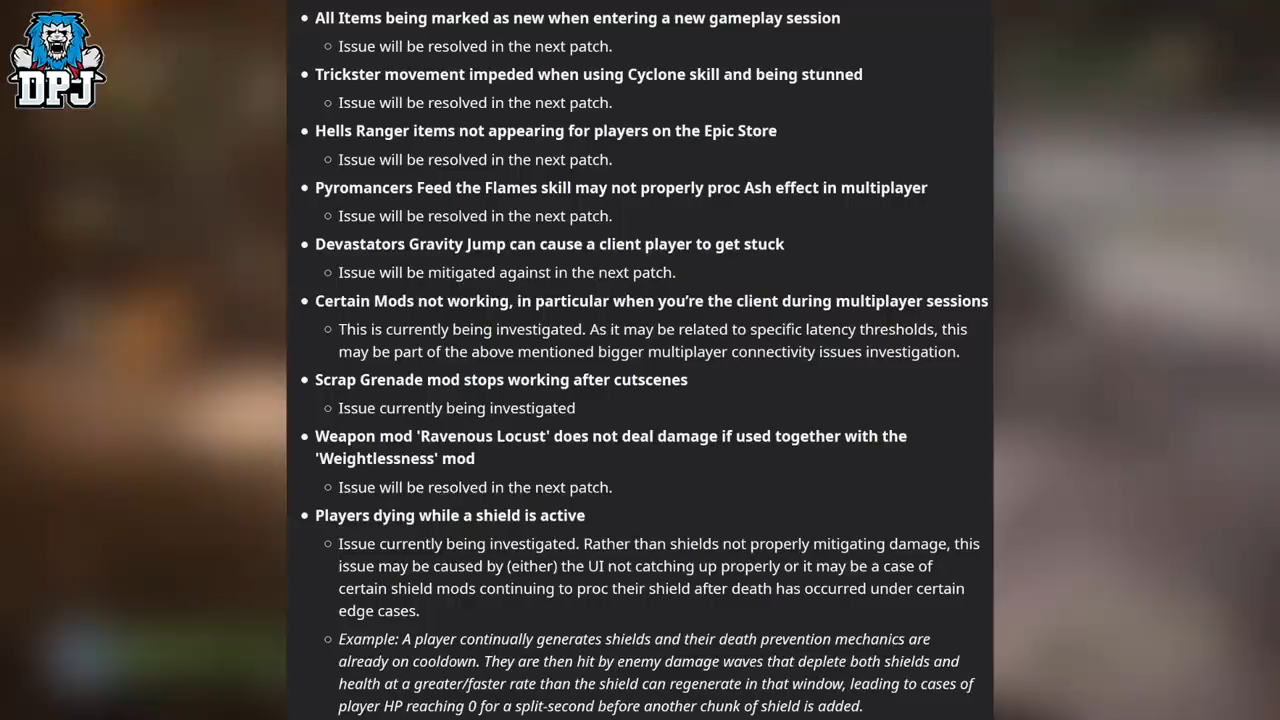 DPJ
All Items being marked as new when entering a new gameplay session
Issue will be resolved in the next patch.
Trickster movement impeded when using Cyclone skill and being stunned
Issue will be resolved in the next patch.
Hells Ranger items not appearing for players on the Epic Store
Issue will be resolved in the next patch.
Pyromancers Feed the Flames skill may not properly proc Ash effect in multiplayer
Issue will be resolved in the next patch.
Devastators Gravity Jump can cause a client player to get stuck
Issue will be mitigated against in the next patch.
Certain Mods not working, in particular when you’re the client during multiplayer sessions
This is currently being investigated. As it may be related to specific latency thresholds, this
may be part of the above mentioned bigger multiplayer connectivity issues investigation.
Scrap Grenade mod stops working after cutscenes
Issue currently being investigated
Weapon mod 'Ravenous Locust' does not deal damage if used together with the
'Weightlessness' mod
Issue will be resolved in the next patch.
Players dying while a shield is active
Issue currently being investigated. Rather than shields not properly mitigating damage, this
issue may be caused by (either) the UI not catching up properly or it may be a case of
certain shield mods continuing to proc their shield after death has occurred under certain
edge cases.
Example: A player continually generates shields and their death prevention mechanics are
already on cooldown. They are then hit by enemy damage waves that deplete both shields and
health at a greater/faster rate than the shield can regenerate in that window, leading to cases of
player HP reaching 0 for a split-second before another chunk of shield is added.